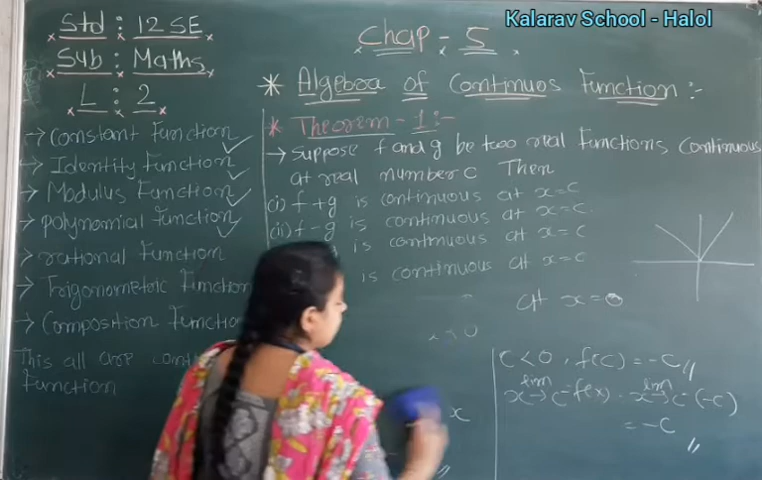 Kalarav School - Halol
Std : 12 SE
Sub : Maths
L : 2
→ Constant Function
→ Identity Function
→ Modulus Function
→ polynomial function
→ rational Function
→ Trigonometric Function
→ Composition Functio
This all are cont
Function
Chap - 5
* Algebra of Continuos Function :-
* Theorem - 1 :-
→ Suppose f and g be two real Functions Continuous
at real number c Then
(i) f + g is continuous at x = c
(ii) f - g is continuous at x = c
is continuous at x = c
is continuous at x = c
at x = 0
x
c < 0 , f(c) = -c //
lim x→c⁻ f(x) . lim x→c⁻ (-c)
= -c
//